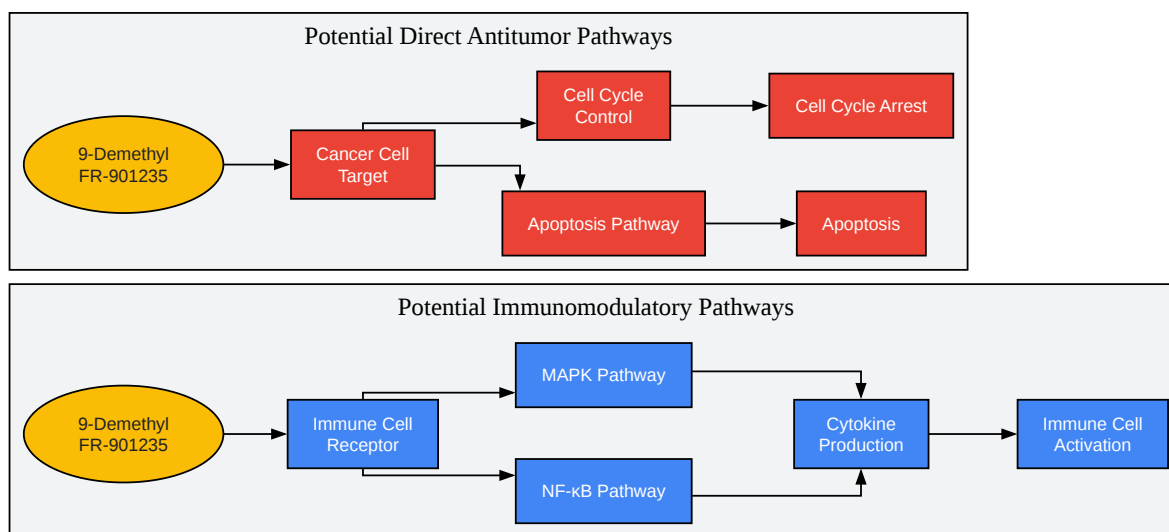 Potential Direct Antitumor Pathways
9-Demethyl
FR-901235
Cancer Cell
Target
Cell Cycle
Control
Cell Cycle Arrest
Apoptosis Pathway
Apoptosis
Potential Immunomodulatory Pathways
9-Demethyl
FR-901235
Immune Cell
Receptor
MAPK Pathway
NF-κB Pathway
Cytokine
Production
Immune Cell
Activation